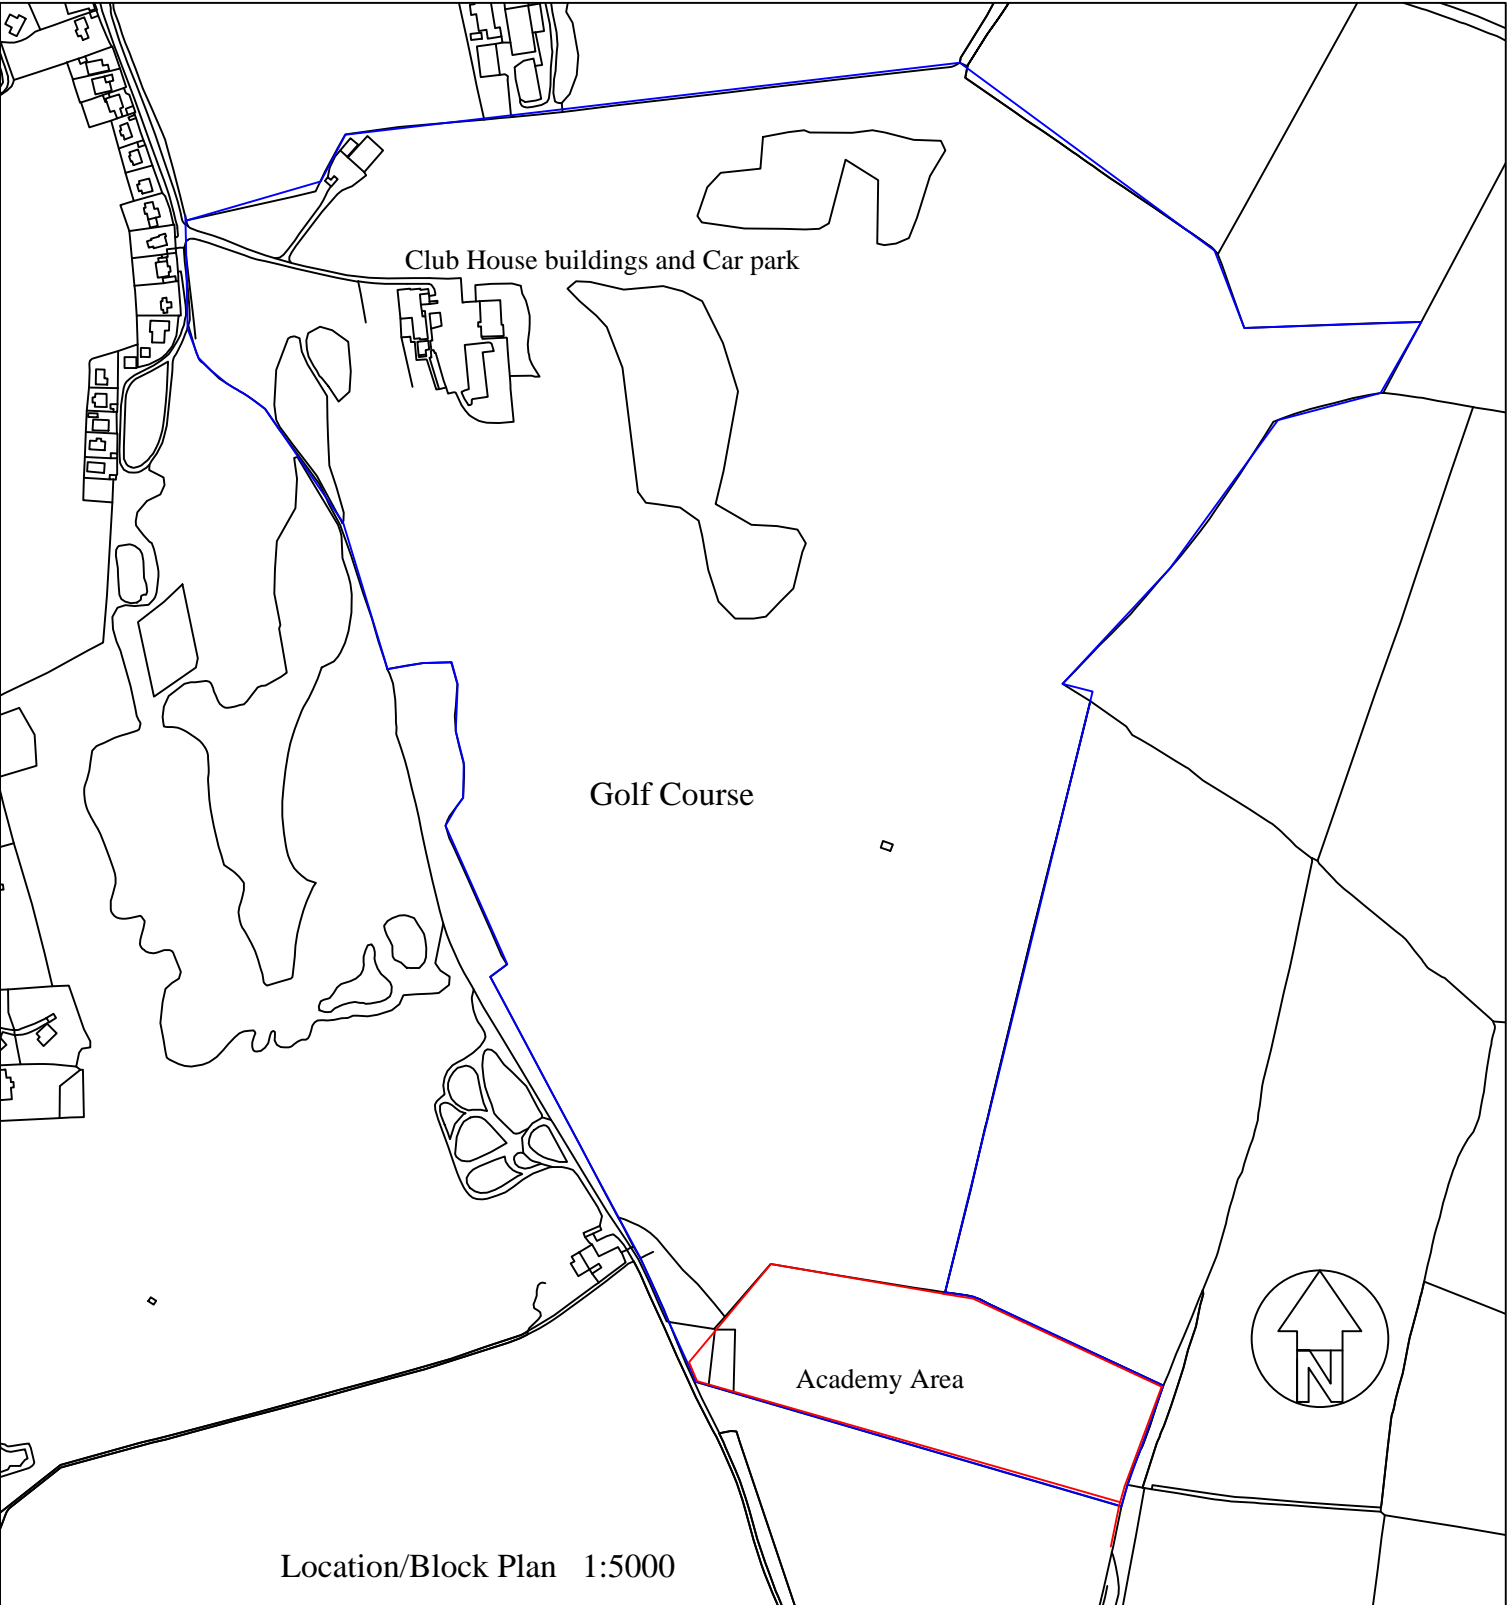 Club House buildings and Car park
Golf Course
Academy Area
N
Location/Block Plan 1:5000